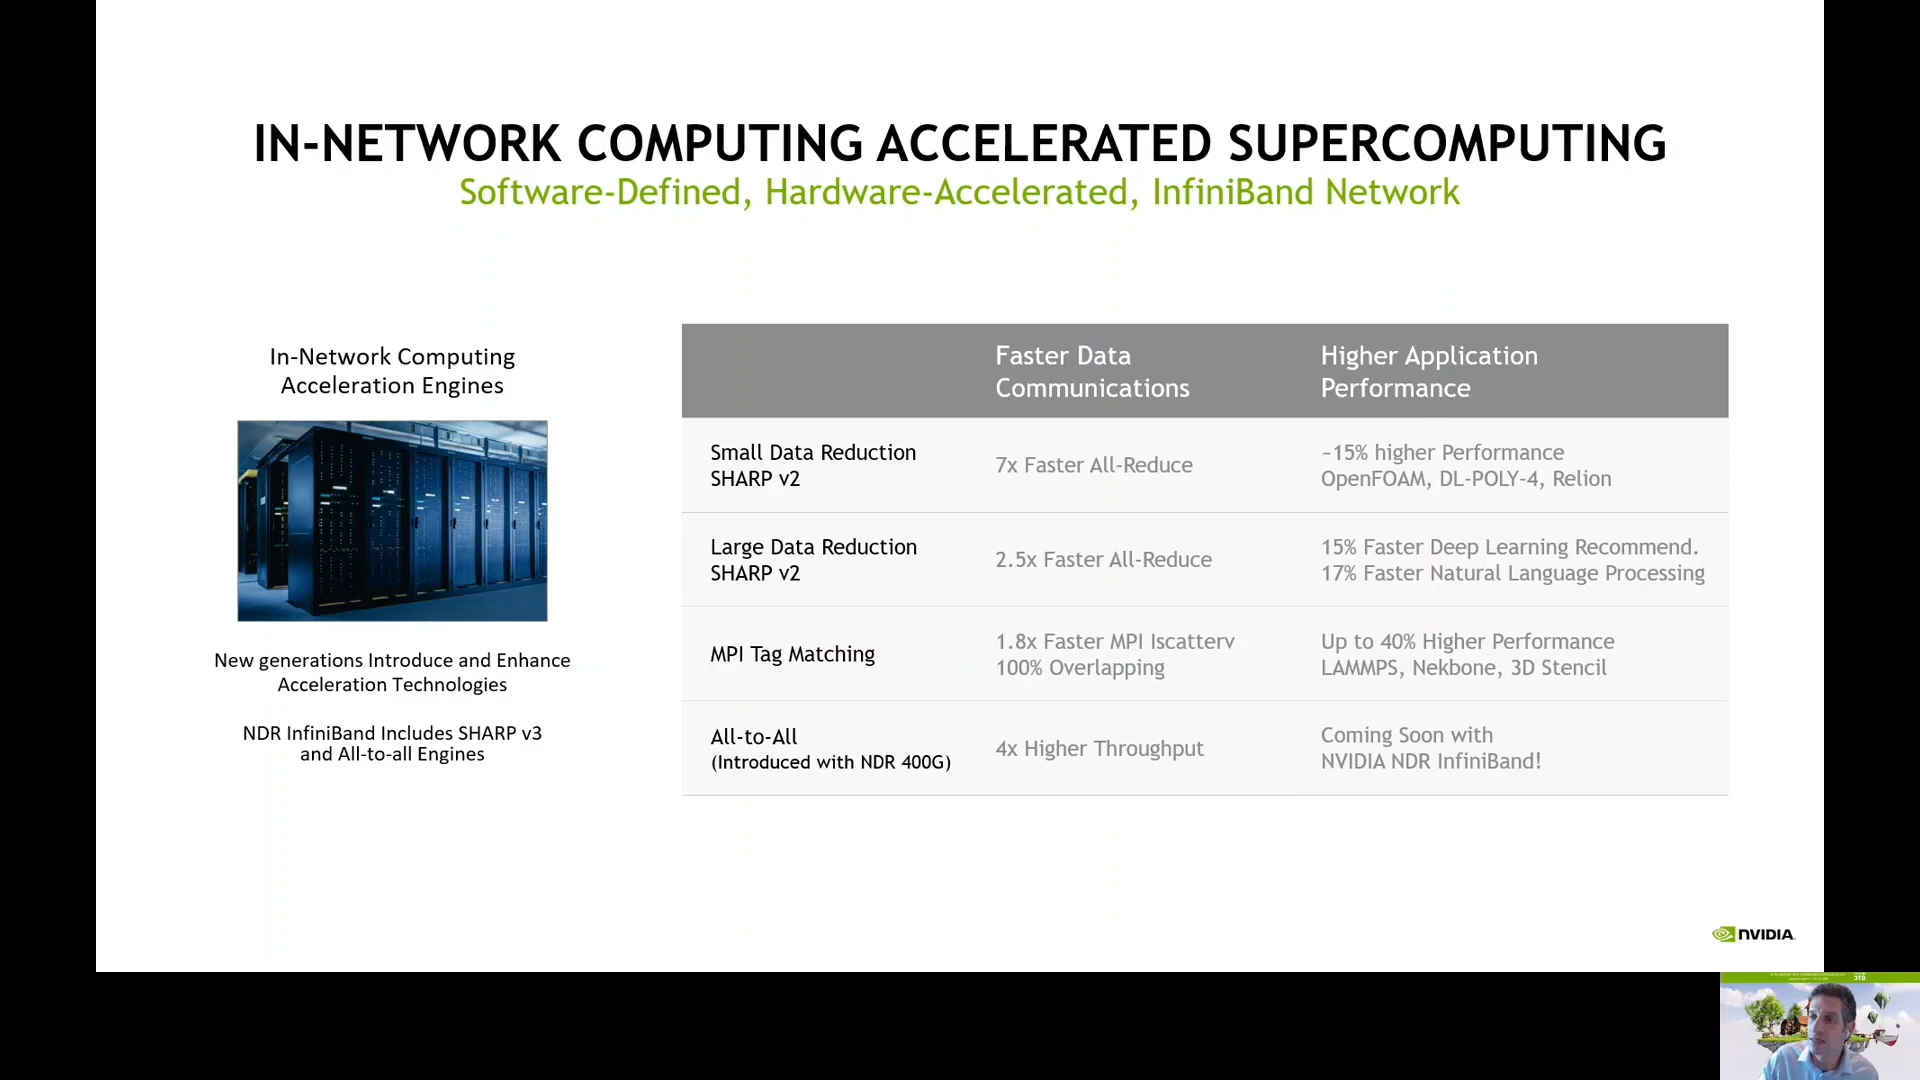 IN-NETWORK COMPUTING ACCELERATED SUPERCOMPUTING
Software-Defined, Hardware-Accelerated, InfiniBand Network
In-Network Computing
Acceleration Engines
New generations Introduce and Enhance
Acceleration Technologies
NDR InfiniBand Includes SHARP v3
and All-to-all Engines
Faster Data
Communications
Higher Application
Performance
Small Data Reduction
SHARP v2
7x Faster All-Reduce
~15% higher Performance
OpenFOAM, DL-POLY-4, Relion
Large Data Reduction
SHARP v2
2.5x Faster All-Reduce
15% Faster Deep Learning Recommend.
17% Faster Natural Language Processing
MPI Tag Matching
1.8x Faster MPI Iscatterv
100% Overlapping
Up to 40% Higher Performance
LAMMPS, Nekbone, 3D Stencil
All-to-All
(Introduced with NDR 400G)
4x Higher Throughput
Coming Soon with
NVIDIA NDR InfiniBand!
NVIDIA.